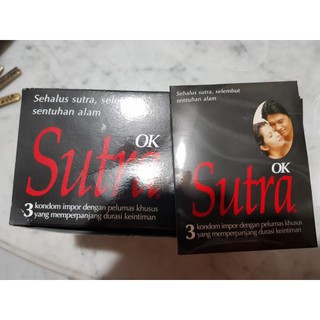 Sehalus sutra, selembut
sentuhan alam
OK
Sutra
3 kondom impor dengan pelumas khusus
yang memperpanjang durasi keintiman
Sehalus sutra, selembut
sentuhan alam
OK
Sutra
3 kondom impor dengan pelumas khusus
yang memperpanjang durasi keintiman